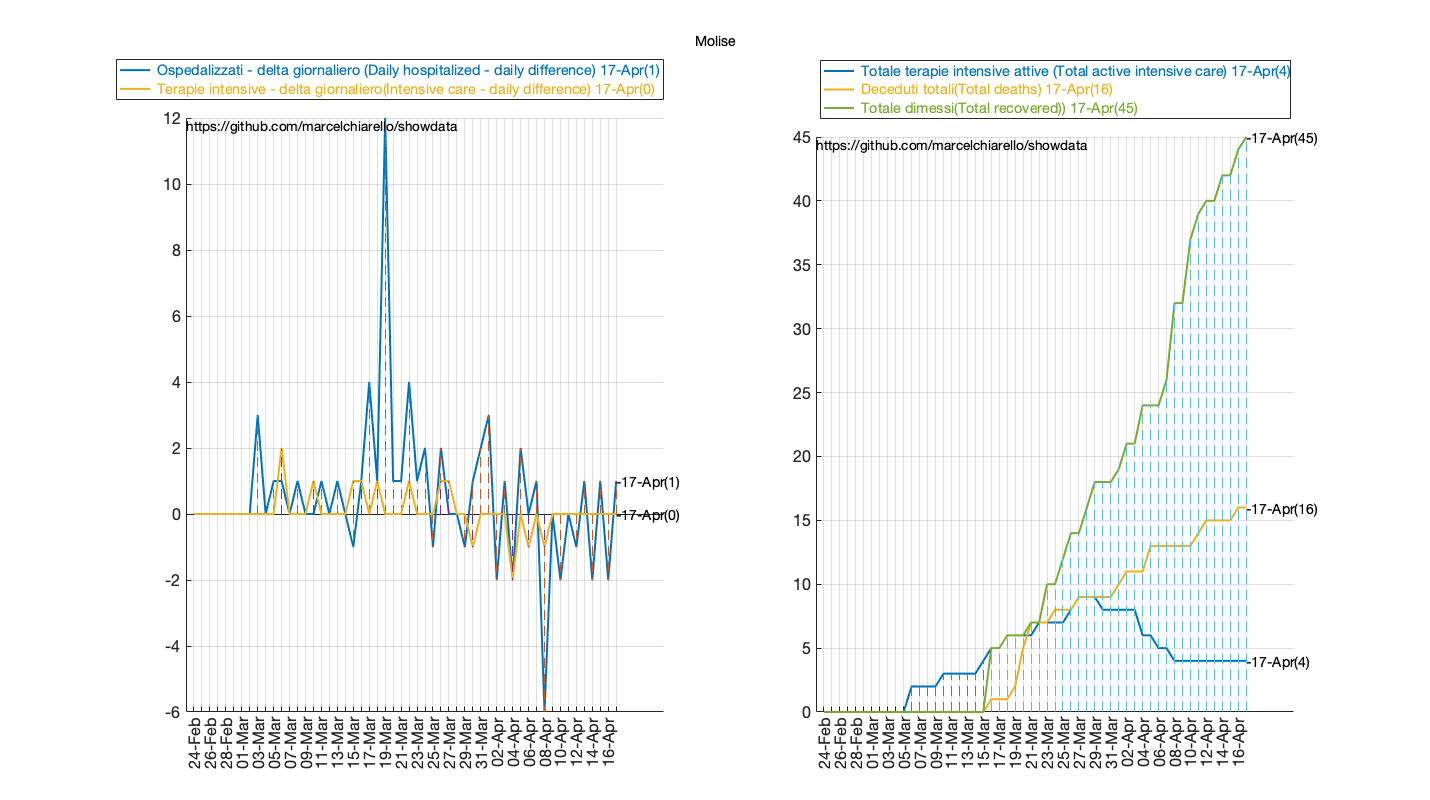 Molise
Ospedalizzati - delta giornaliero (Daily hospitalized - daily difference) 17-Apr(1)
Terapie intensive - delta giornaliero(Intensive care - daily difference) 17-Apr(0)
https://github.com/marcelchiarello/showdata
12
10
8
6
4
2
0
-2
-4
-6
17-Apr(1)
17-Apr(0)
24-Feb
26-Feb
28-Feb
01-Mar
03-Mar
05-Mar
07-Mar
09-Mar
11-Mar
13-Mar
15-Mar
17-Mar
19-Mar
21-Mar
23-Mar
25-Mar
27-Mar
29-Mar
31-Mar
02-Apr
04-Apr
06-Apr
08-Apr
10-Apr
12-Apr
14-Apr
16-Apr
Totale terapie intensive attive (Total active intensive care) 17-Apr(4)
Deceduti totali(Total deaths) 17-Apr(16)
Totale dimessi(Total recovered)) 17-Apr(45)
https://github.com/marcelchiarello/showdata
45
40
35
30
25
20
15
10
5
0
17-Apr(45)
17-Apr(16)
17-Apr(4)
24-Feb
26-Feb
28-Feb
01-Mar
03-Mar
05-Mar
07-Mar
09-Mar
11-Mar
13-Mar
15-Mar
17-Mar
19-Mar
21-Mar
23-Mar
25-Mar
27-Mar
29-Mar
31-Mar
02-Apr
04-Apr
06-Apr
08-Apr
10-Apr
12-Apr
14-Apr
16-Apr